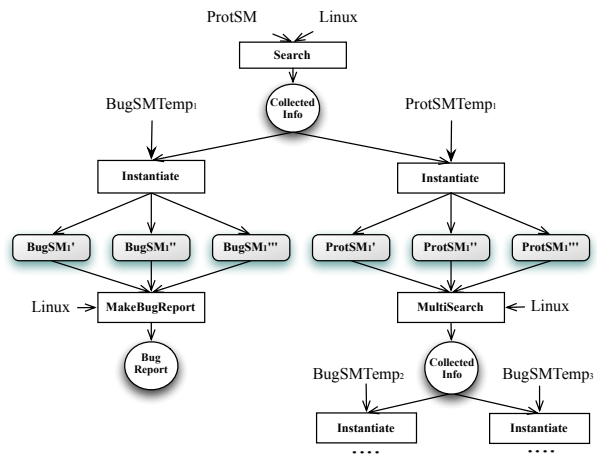 ProtSM Linux
Search
Collected
Info
BugSMTemp₁ ProtSMTemp₁
Instantiate Instantiate
BugSM₁' BugSM₁'' BugSM₁''' ProtSM₁' ProtSM₁'' ProtSM₁'''
Linux MakeBugReport MultiSearch Linux
Bug
Report
Collected
Info
BugSMTemp₂ BugSMTemp₃
Instantiate Instantiate
.... ....